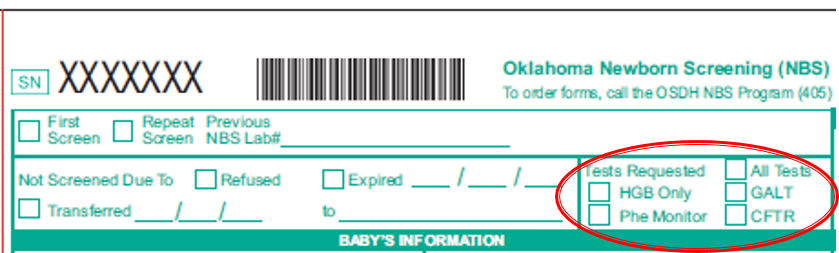 SN XXXXXXX
Oklahoma Newborn Screening (NBS)
To order forms, call the OSDH NBS Program (405)
First Screen
Repeat Screen
Previous NBS Lab#
Not Screened Due To Refused Expired / /
Transferred / / to
Tests Requested All Tests
HGB Only GALT
Phe Monitor CFTR
BABY'S INFORMATION